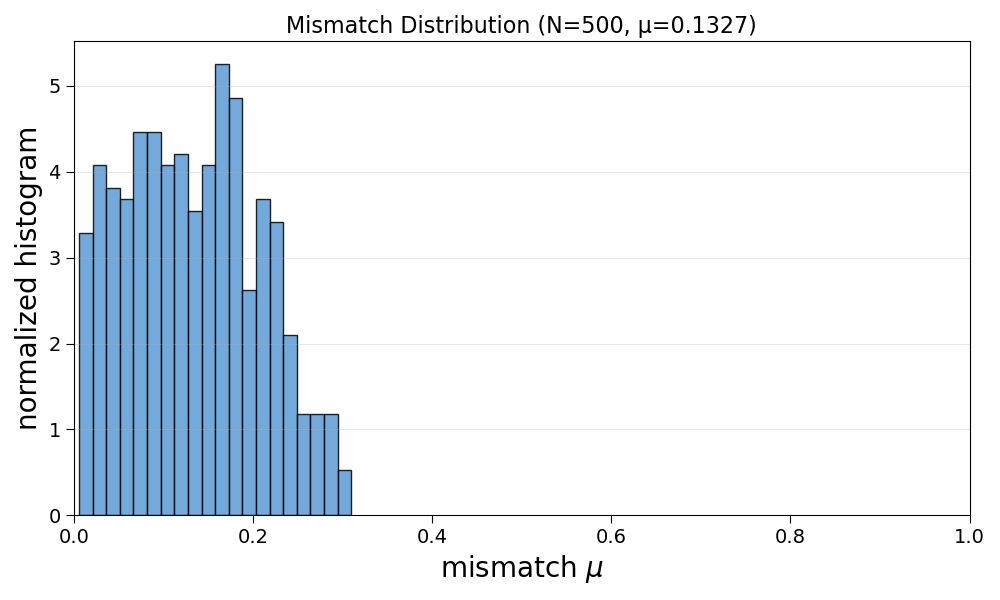 Mismatch Distribution (N=500, μ=0.1327)
normalized histogram
5
4
3
2
1
0
0.0 0.2 0.4 0.6 0.8 1.0
mismatch μ